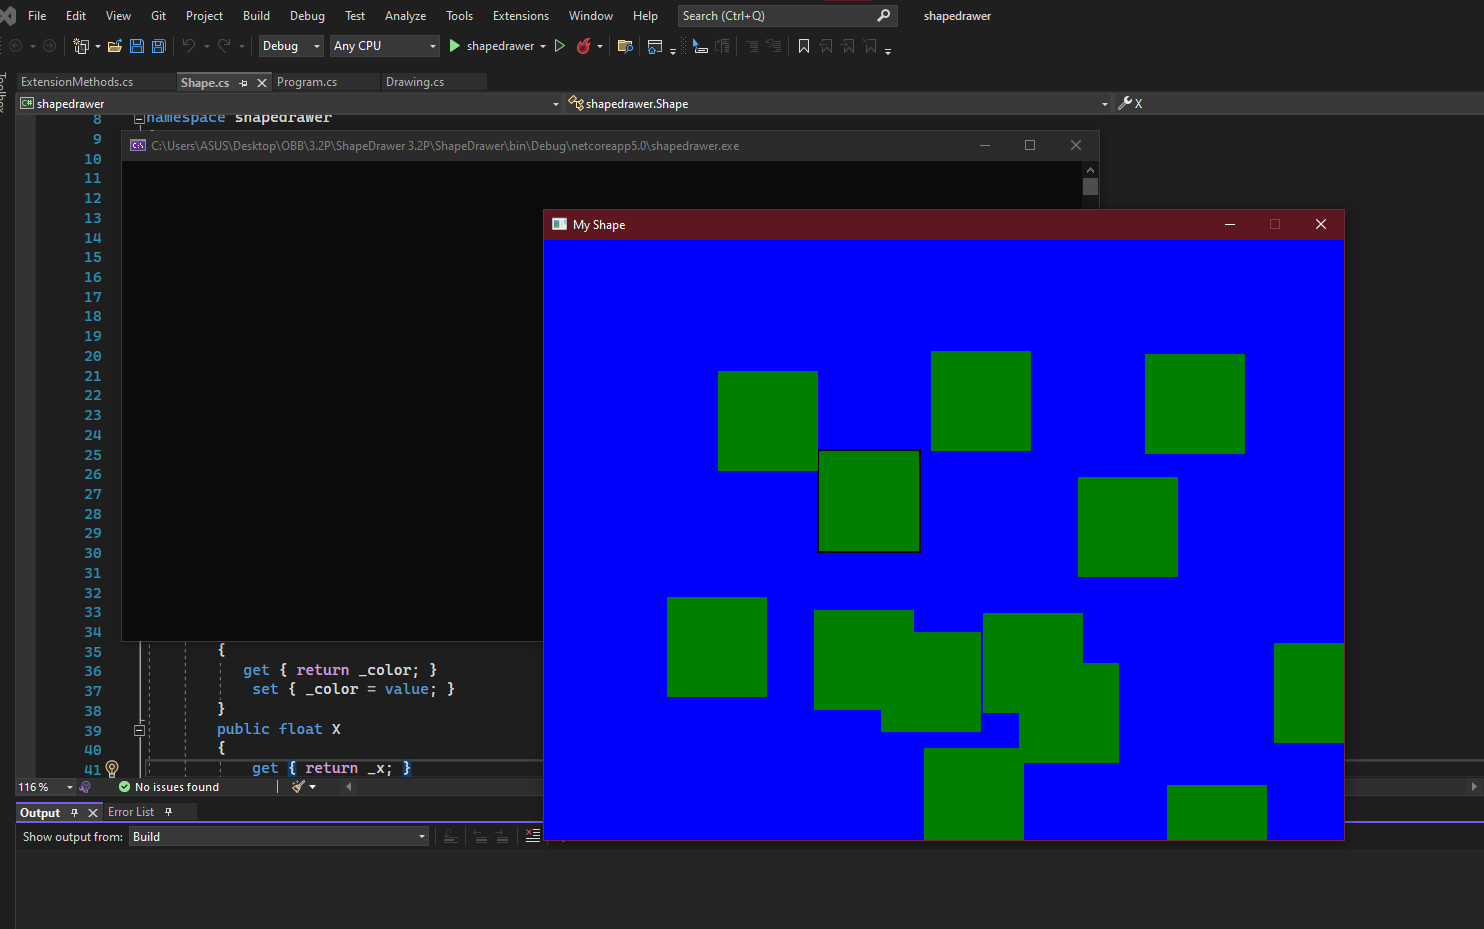 File Edit View Git Project Build Debug Test Analyze Tools Extensions Window Help Search (Ctrl+Q) shapedrawer
Debug Any CPU shapedrawer
Toolbox
ExtensionMethods.cs Shape.cs Program.cs Drawing.cs
C# shapedrawer shapedrawer.Shape X
8 namespace shapedrawer
9
C:\Users\ASUS\Desktop\OBB\3.2P\ShapeDrawer 3.2P\ShapeDrawer\bin\Debug\netcoreapp5.0\shapedrawer.exe
10
11
12
13
My Shape
14
15
16
17
18
19
20
21
22
23
24
25
26
27
28
29
30
31
32
33
34
35 {
36 get { return _color; }
37 set { _color = value; }
38 }
39 public float X
40 {
41 get { return _x; }
116 % No issues found
Output Error List
Show output from: Build